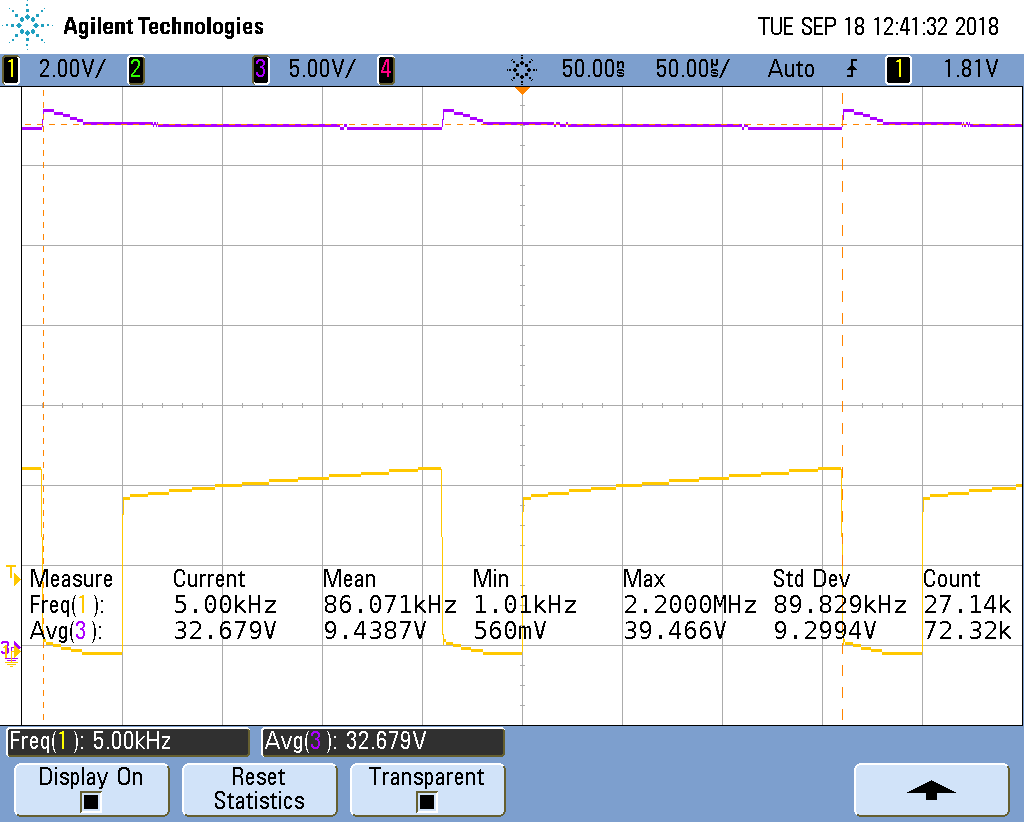 Agilent Technologies TUE SEP 18 12:41:32 2018
1 2.00V/ 2 3 5.00V/ 4 50.00s 50.00s/ Auto 1 1.81V
T
Measure Current Mean Min Max Std Dev Count
Freq(1): 5.00kHz 86.071kHz 1.01kHz 2.2000MHz 89.829kHz 27.14k
Avg(3): 32.679V 9.4387V 560mV 39.466V 9.2994V 72.32k
3
Freq(1): 5.00kHz Avg(3): 32.679V
Display On Reset Statistics Transparent